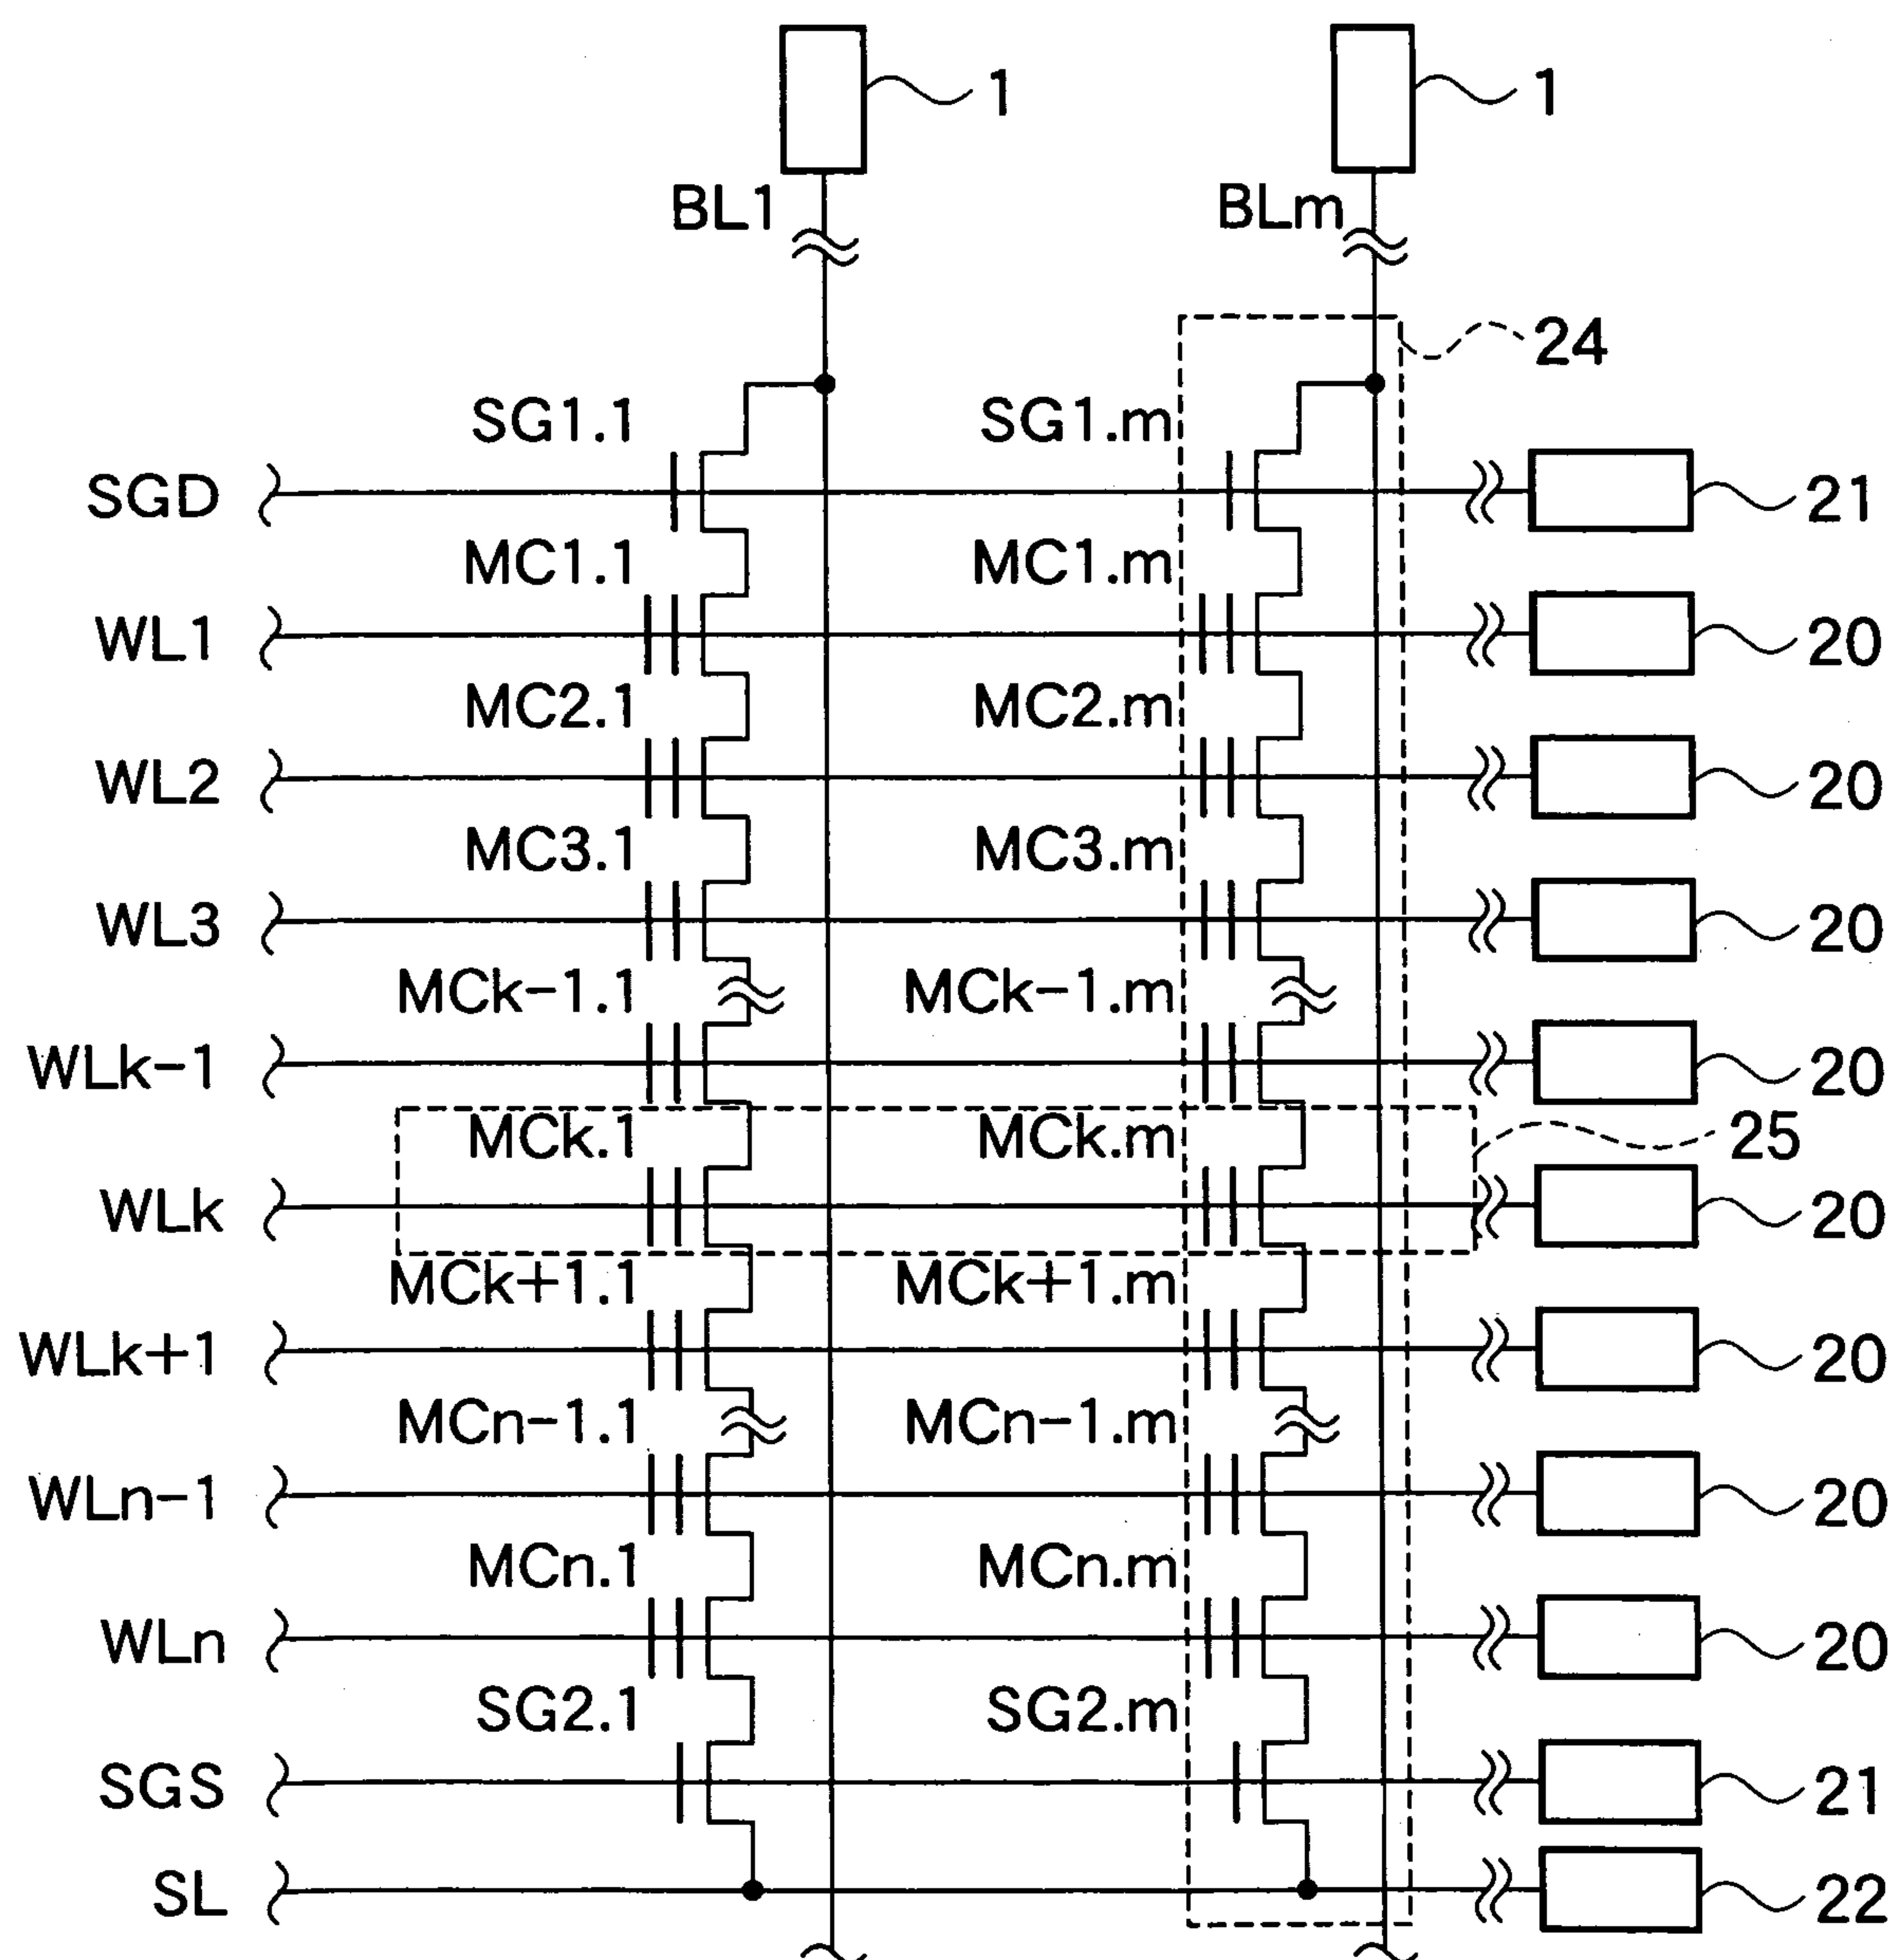 1 1
BL1 BLm
24
SG1.1 SG1.m
SGD 21
MC1.1 MC1.m
WL1 20
MC2.1 MC2.m
WL2 20
MC3.1 MC3.m
WL3 20
MCk-1.1 MCk-1.m
WLk-1 20
MCk.1 MCk.m 25
WLk 20
MCk+1.1 MCk+1.m
WLk+1 20
MCn-1.1 MCn-1.m
WLn-1 20
MCn.1 MCn.m
WLn 20
SG2.1 SG2.m
SGS 21
SL 22